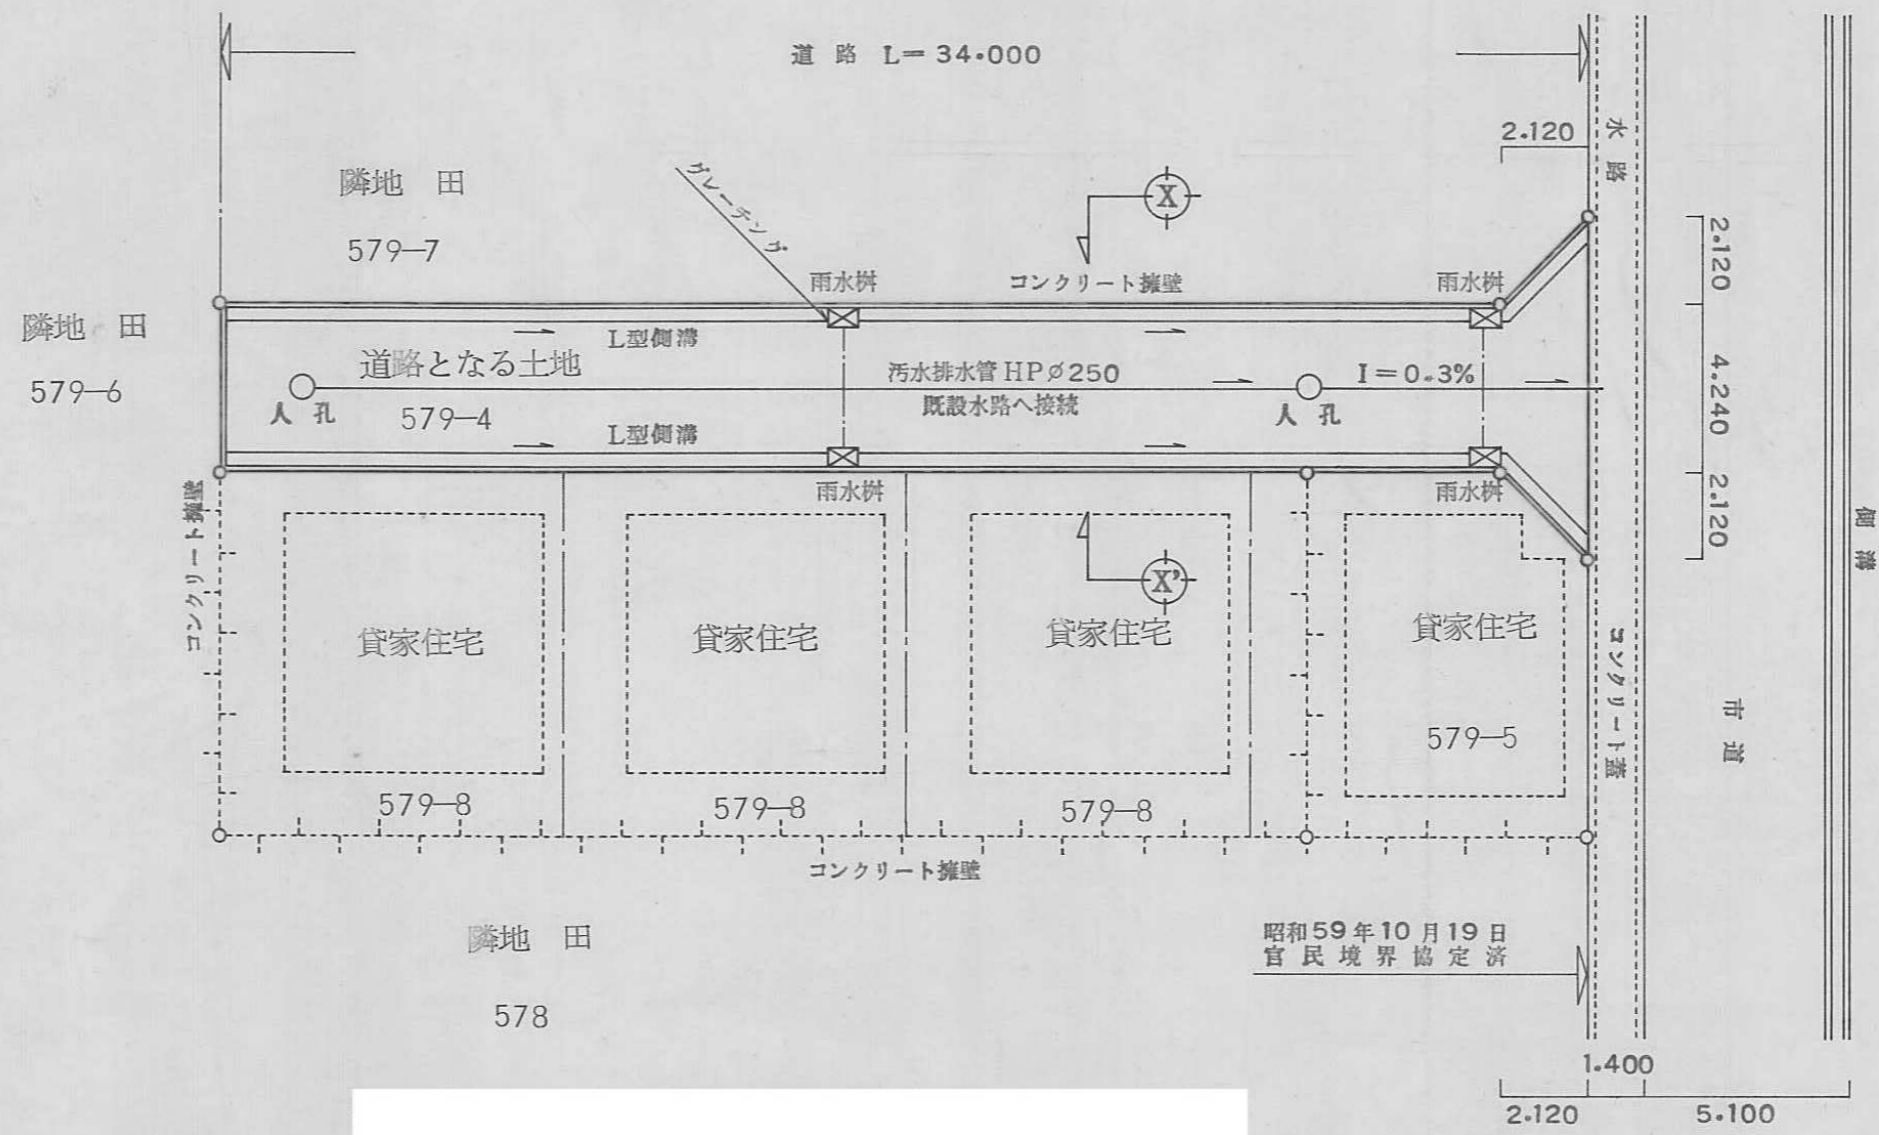 道路 L=34.000
2.120
水路
隣地 田
579-7
グレーチング
X
雨水桝
コンクリート擁壁
雨水桝
2.120
隣地 田
579-6
L型側溝
道路となる土地
汚水排水管 HPφ250
既設水路へ接続
I=0.3%
人孔
579-4
人孔
4.240
L型側溝
雨水桝
雨水桝
2.120
コンクリート擁壁
側溝
X'
貸家住宅
貸家住宅
貸家住宅
貸家住宅
コンクリート蓋
市道
579-5
579-8
579-8
579-8
コンクリート擁壁
隣地 田
578
昭和59年10月19日
官民境界協定済
1.400
2.120
5.100